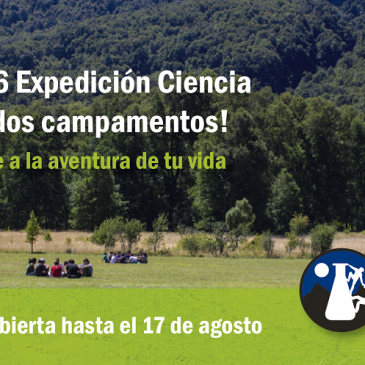 6 Expedición Ciencia
dos campamentos!
e a la aventura de tu vida
bierta hasta el 17 de agosto